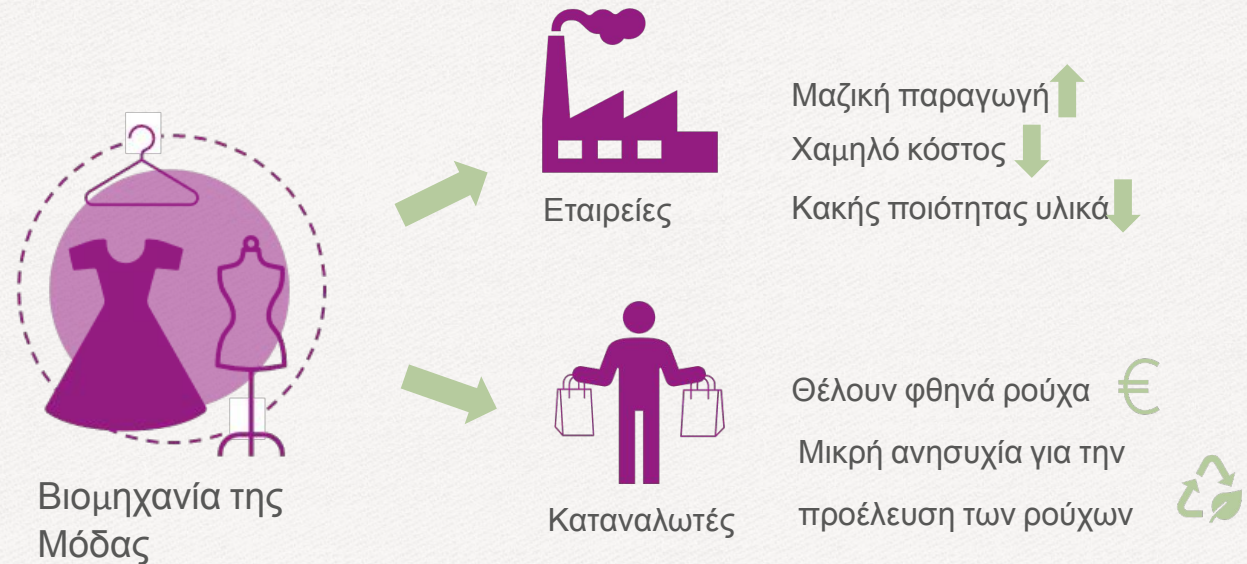 Μαζική παραγωγή
Χαμηλό κόστος
Κακής ποιότητας υλικά
Εταιρείες
Θέλουν φθηνά ρούχα €
Μικρή ανησυχία για την
προέλευση των ρούχων
Καταναλωτές
Βιομηχανία της
Μόδας